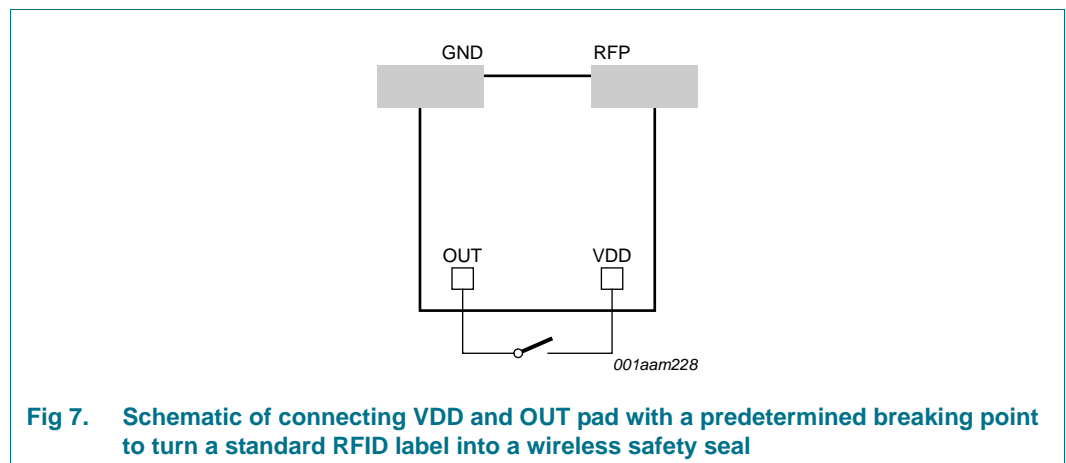 GND RFP
OUT VDD
001aam228
Fig 7. Schematic of connecting VDD and OUT pad with a predetermined breaking point
to turn a standard RFID label into a wireless safety seal